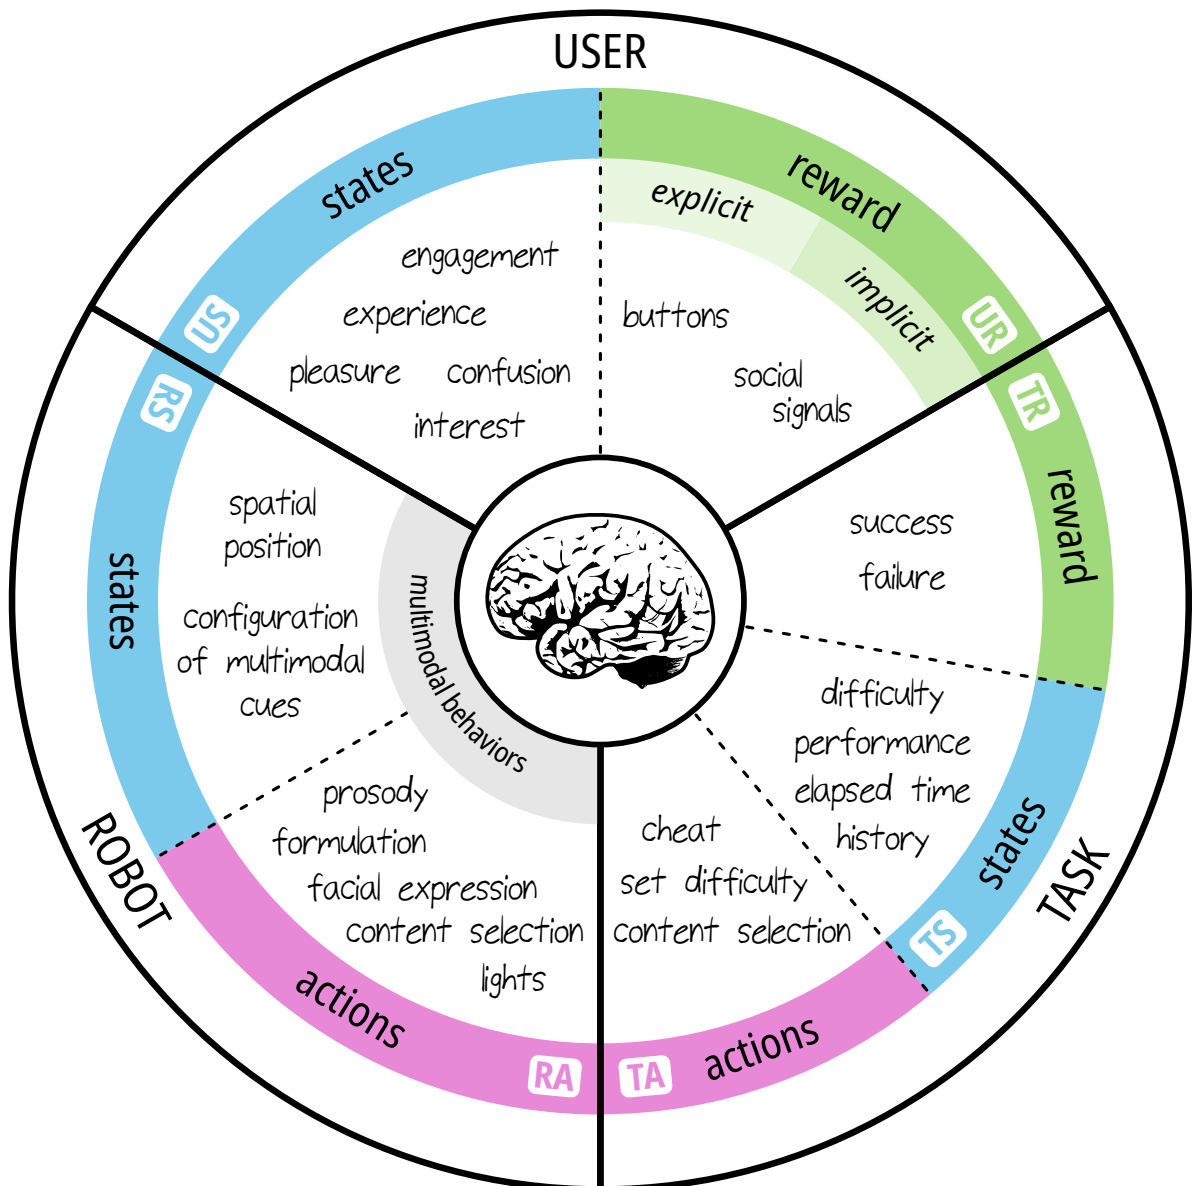 USER
states
engagement
experience
pleasure confusion
interest
US
reward
explicit
implicit
buttons
social
signals
UR
TR
reward
success
failure
difficulty
performance
elapsed time
history
states
TS
TASK
cheat
set difficulty
content selection
actions
TA
RS
states
spatial
position
configuration
of multimodal
cues
multimodal behaviors
ROBOT
prosody
formulation
facial expression
content selection
lights
actions
RA